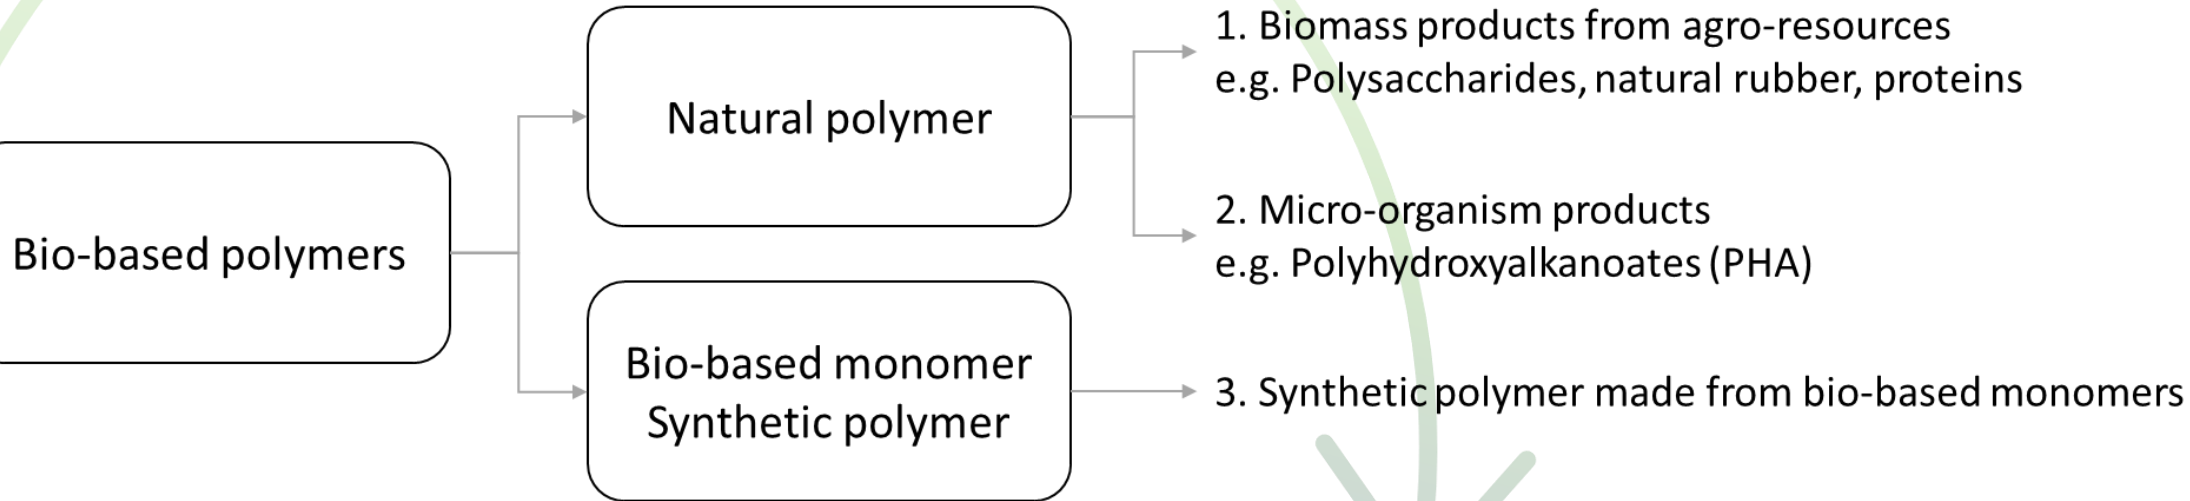 Bio-based polymers
Natural polymer
1. Biomass products from agro-resources
e.g. Polysaccharides, natural rubber, proteins
2. Micro-organism products
e.g. Polyhydroxyalkanoates (PHA)
Bio-based monomer
Synthetic polymer
3. Synthetic polymer made from bio-based monomers